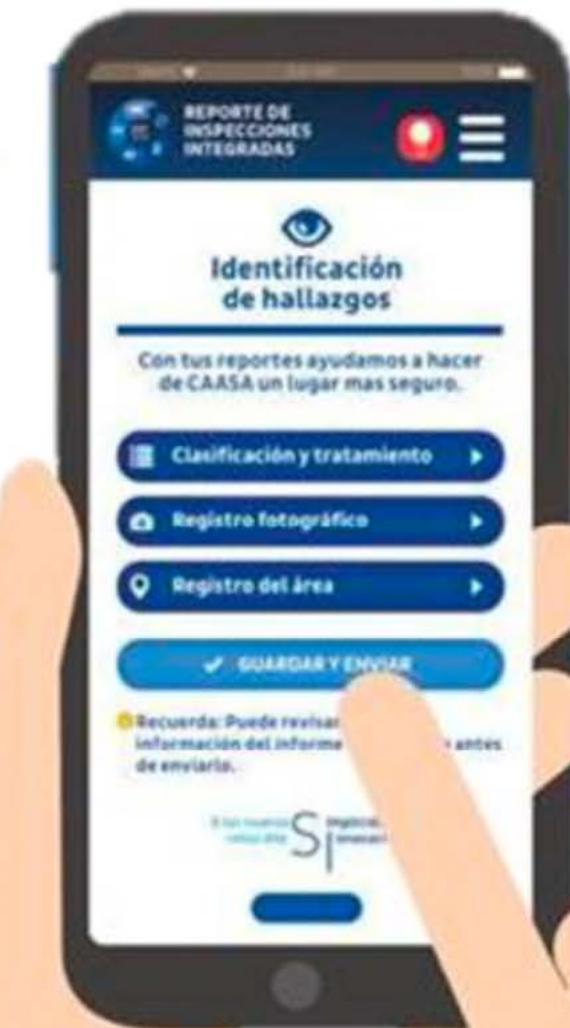 REPORTE DE
INSPECCIONES
INTEGRADAS
Identificación
de hallazgos
Con tus reportes ayudamos a hacer
de CAASA un lugar mas seguro.
Clasificación y tratamiento
Registro fotográfico
Registro del área
GUARDAR Y ENVIAR
Recuerda: Puede revisar
información del informe antes
de enviarlo.
SI